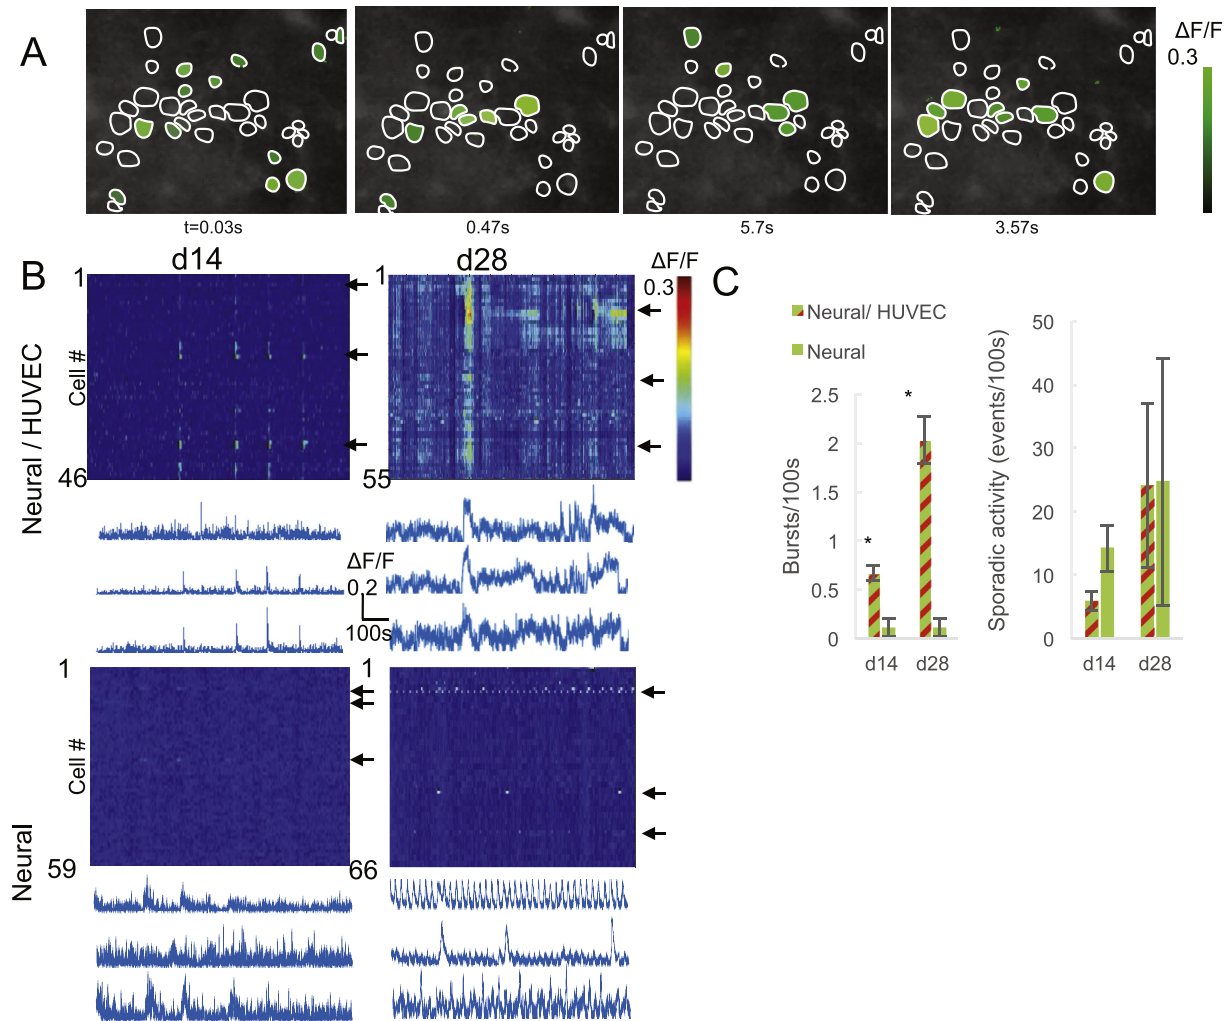 A
ΔF/F
0.3
t=0.03s
0.47s
5.7s
3.57s
B
d14
d28
ΔF/F
0.3
1
1
Cell #
Neural / HUVEC
46
55
ΔF/F
0.2
100s
1
1
Cell #
Neural
59
66
C
Neural/ HUVEC
Neural
Bursts/100s
2.5
2
1.5
1
0.5
0
*
*
d14
d28
Sporadic activity (events/100s)
50
40
30
20
10
0
d14
d28